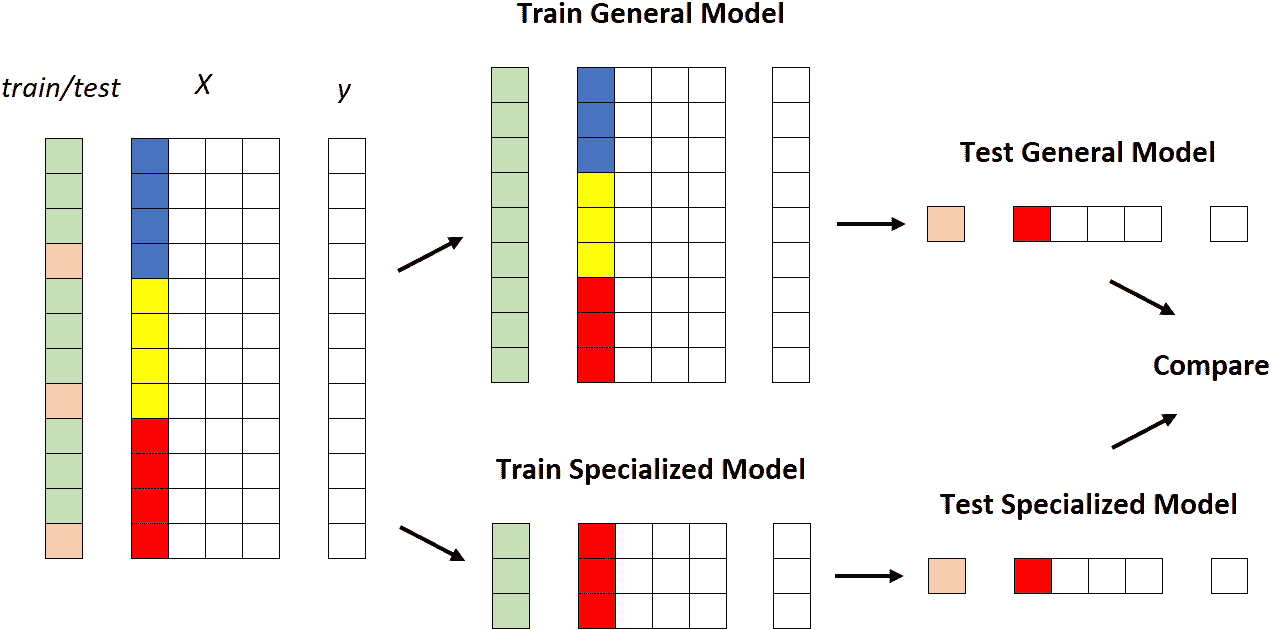 Train General Model
train/test
X
y
Test General Model
Compare
Train Specialized Model
Test Specialized Model